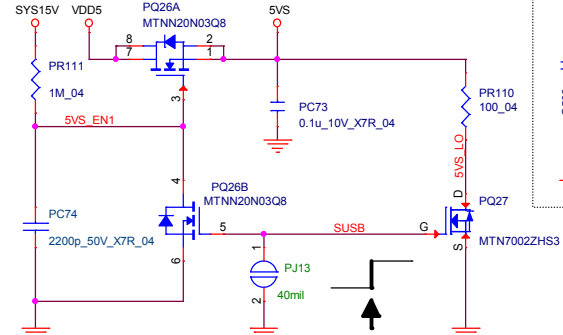 SYS15V
VDD5
PQ26A
MTNN20N03Q8
5VS
8
7
2
1
3
PR111
1M_04
PC73
0.1u_10V_X7R_04
PR110
100_04
5VS_EN1
5VS_LO
4
PQ26B
MTNN20N03Q8
5
SUSB
G
D
S
PQ27
MTN7002ZHS3
PC74
2200p_50V_X7R_04
6
1
PJ13
40mil
2